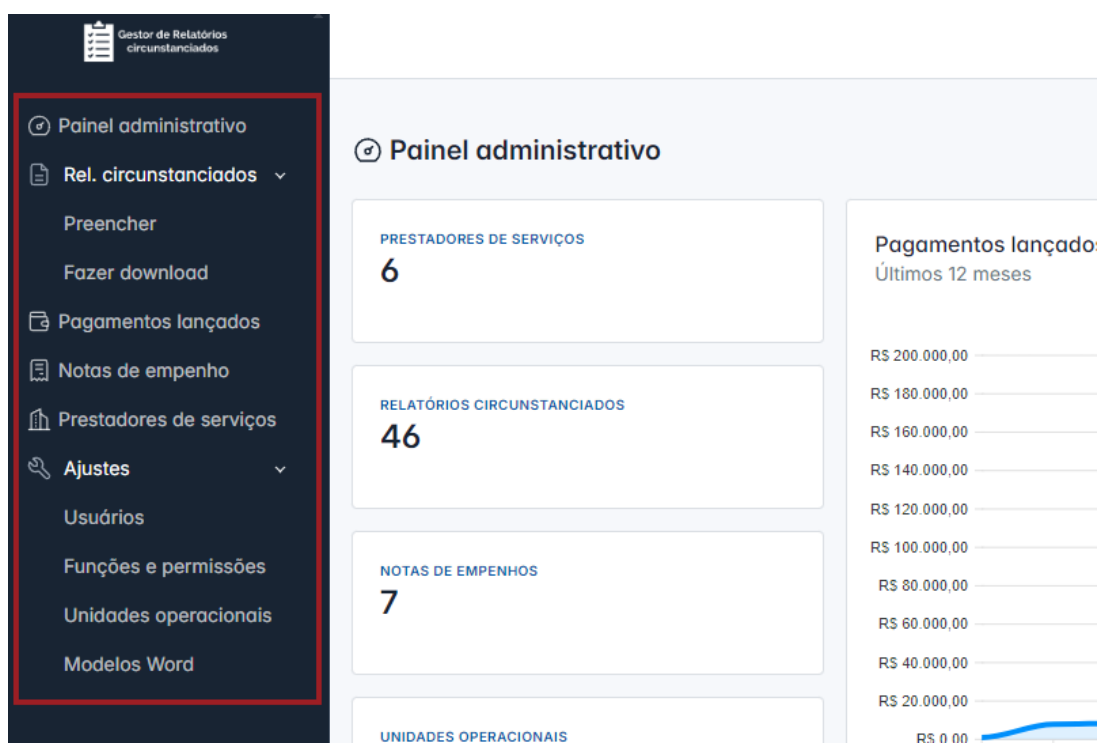 Gestor de Relatórios
circunstanciados
Painel administrativo
Rel. circunstanciados
Preencher
Fazer download
Pagamentos lançados
Notas de empenho
Prestadores de serviços
Ajustes
Usuários
Funções e permissões
Unidades operacionais
Modelos Word
Painel administrativo
PRESTADORES DE SERVIÇOS
6
RELATÓRIOS CIRCUNSTANCIADOS
46
NOTAS DE EMPENHOS
7
UNIDADES OPERACIONAIS
Pagamentos lançados
Últimos 12 meses
R$ 200.000,00
R$ 180.000,00
R$ 160.000,00
R$ 140.000,00
R$ 120.000,00
R$ 100.000,00
R$ 80.000,00
R$ 60.000,00
R$ 40.000,00
R$ 20.000,00
R$ 0,00